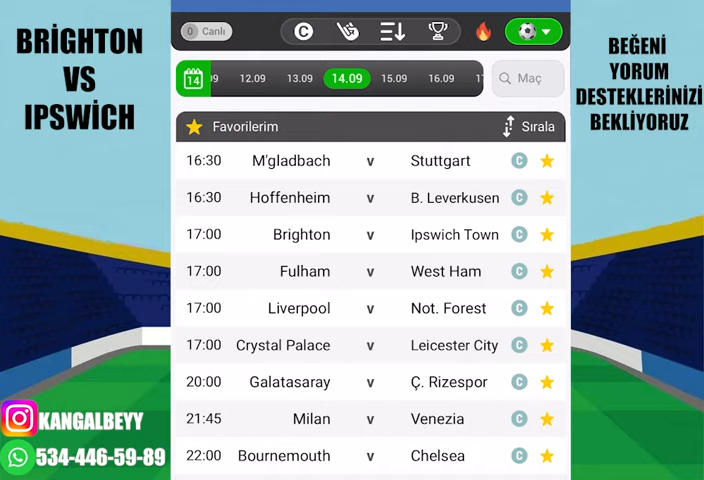 BRİGHTON
VS
IPSWİCH
KANGALBEYY
534-446-59-89
0 Canlı
C
14 09 12.09 13.09 14.09 15.09 16.09 Maç
Favorilerim Sırala
16:30 M'gladbach v Stuttgart C
16:30 Hoffenheim v B. Leverkusen C
17:00 Brighton v Ipswich Town C
17:00 Fulham v West Ham C
17:00 Liverpool v Not. Forest C
17:00 Crystal Palace v Leicester City C
20:00 Galatasaray v Ç. Rizespor C
21:45 Milan v Venezia C
22:00 Bournemouth v Chelsea C
BEĞENİ
YORUM
DESTEKLERİNİZİ
BEKLİYORUZ